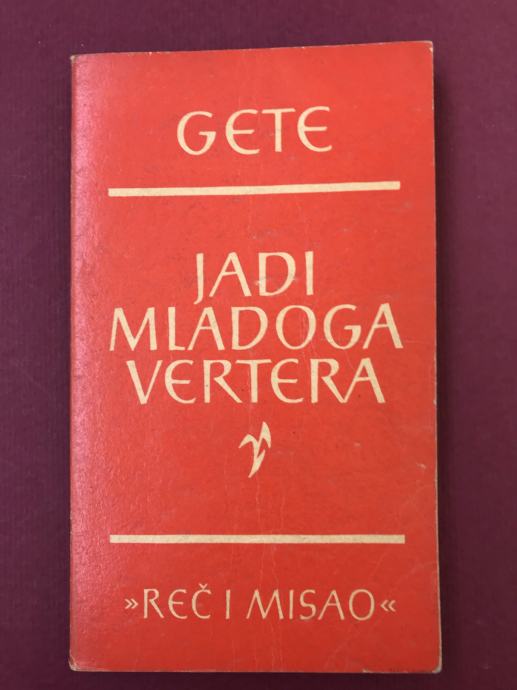 GETE
JADI
MLADOGA
VERTERA
»REČ I MISAO«